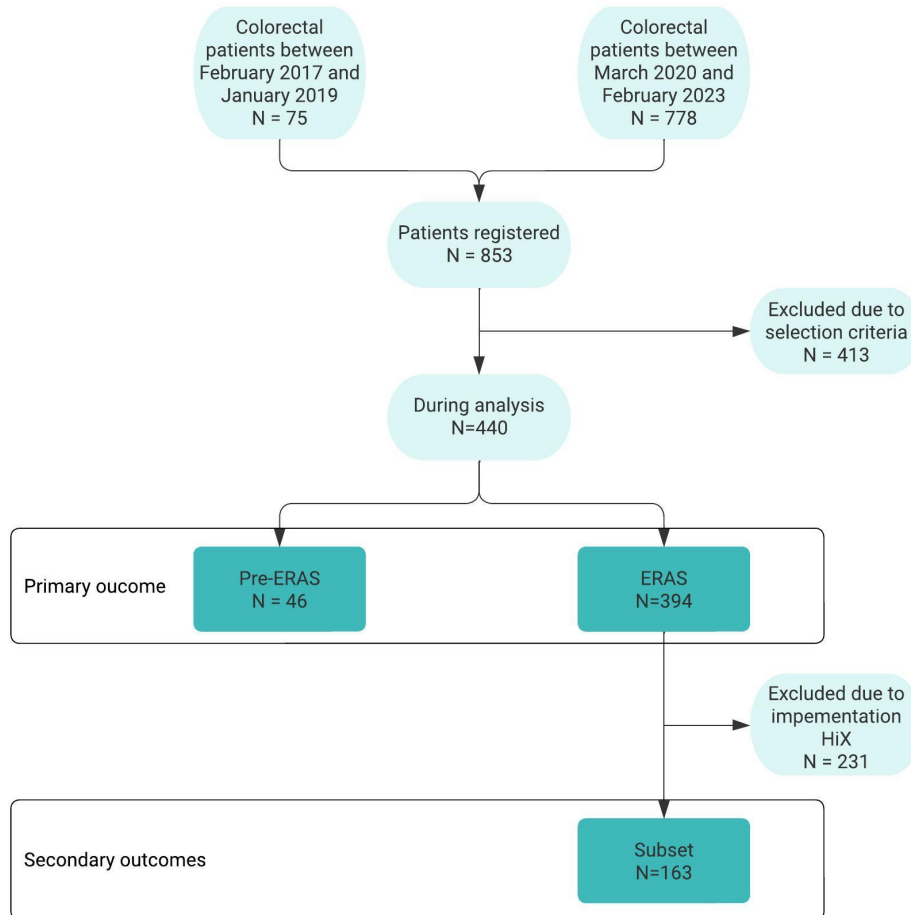 Colorectal
patients between
February 2017 and
January 2019
N = 75
Colorectal
patients between
March 2020 and
February 2023
N = 778
Patients registered
N = 853
Excluded due to
selection criteria
N = 413
During analysis
N=440
Primary oucome
Pre-ERAS
N = 46
ERAS
N=394
Excluded due to
impementation
HiX
N = 231
Secondary outcomes
Subset
N=163